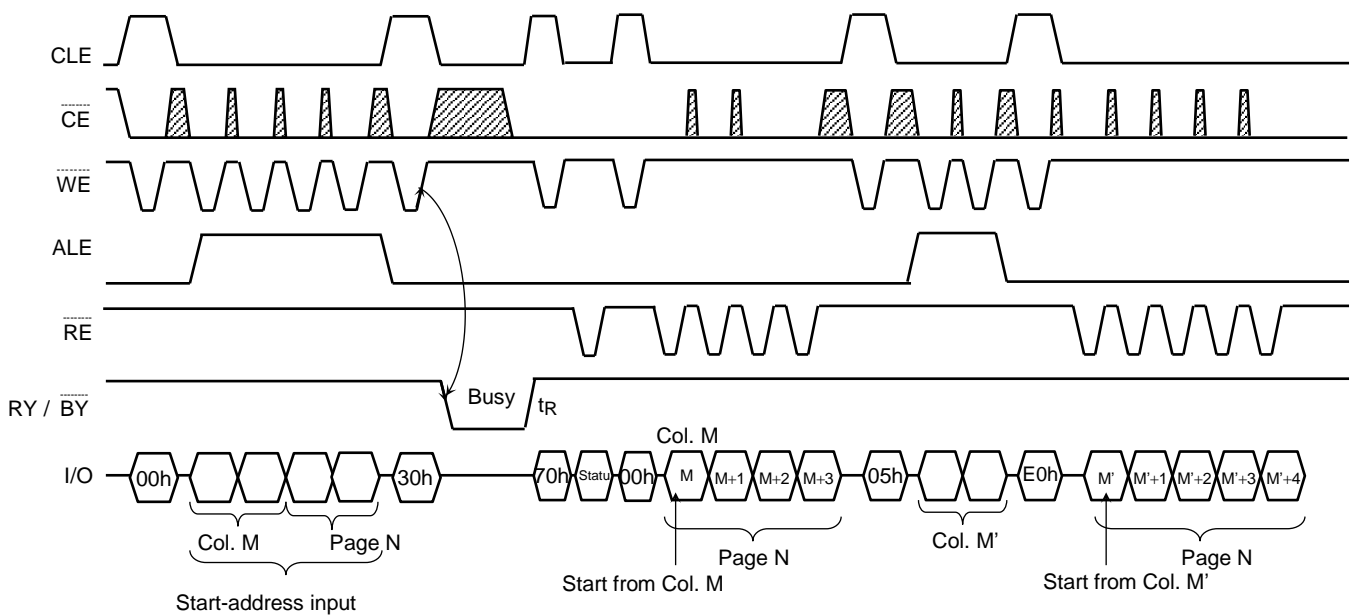 CLE
CE
WE
ALE
RE
RY / BY
Busy
tR
Col. M
I/O
00h
30h
70h
Statu
00h
M
M+1
M+2
M+3
05h
E0h
M'
M'+1
M'+2
M'+3
M'+4
Col. M
Page N
Page N
Col. M’
Page N
Start from Col. M
Start from Col. M’
Start-address input